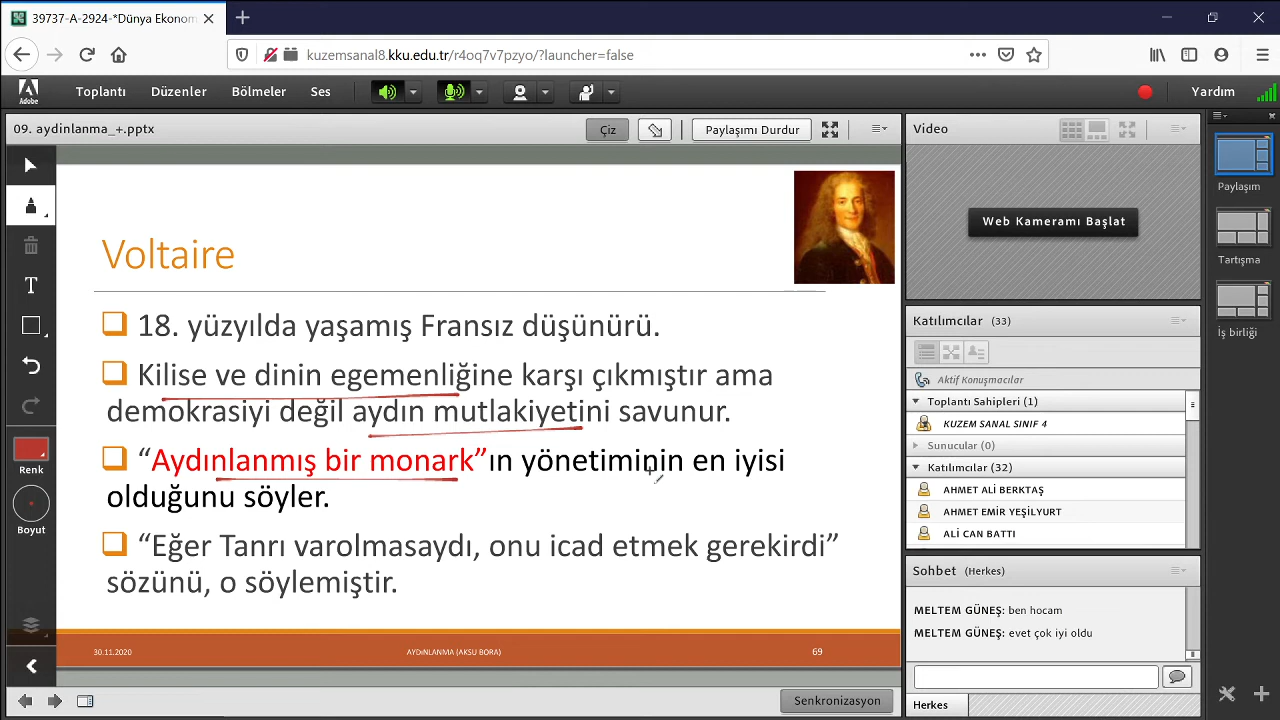 39737-A-2924-*Dünya Ekonom
kuzemsanal8.kku.edu.tr/r4oq7v7pzyo/?launcher=false
Adobe
Toplantı
Düzenler
Bölmeler
Ses
Yardım
09. aydinlanma_+.pptx
Çiz
Paylaşımı Durdur
Voltaire
18. yüzyılda yaşamış Fransız düşünürü.
Kilise ve dinin egemenliğine karşı çıkmıştır ama
demokrasiyi değil aydın mutlakiyetini savunur.
“Aydınlanmış bir monark”ın yönetiminin en iyisi
olduğunu söyler.
“Eğer Tanrı varolmasaydı, onu icad etmek gerekirdi”
sözünü, o söylemiştir.
30.11.2020
AYDıNLANMA (AKSU BORA)
69
T
Renk
Boyut
Senkronizasyon
Video
Web Kameramı Başlat
Katılımcılar (33)
Aktif Konuşmacılar
Toplantı Sahipleri (1)
KUZEM SANAL SINIF 4
Sunucular (0)
Katılımcılar (32)
AHMET ALİ BERKTAŞ
AHMET EMİR YEŞİLYURT
ALİ CAN BATTI
Sohbet (Herkes)
MELTEM GÜNEŞ: ben hocam
MELTEM GÜNEŞ: evet çok iyi oldu
Herkes
Paylaşım
Tartışma
İş birliği